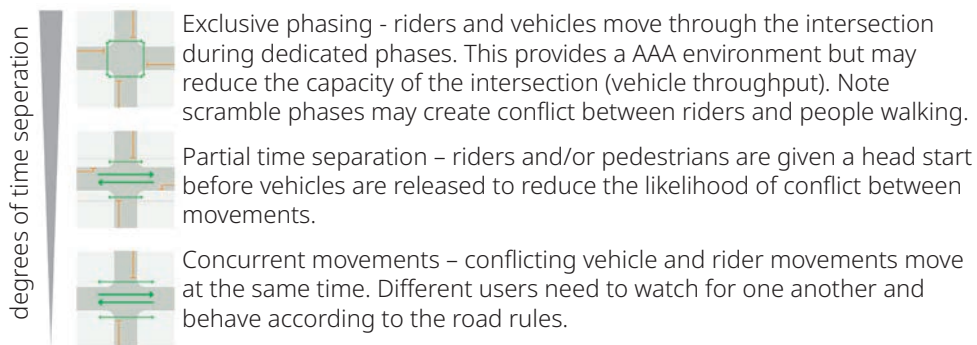 degrees of time seperation
Exclusive phasing - riders and vehicles move through the intersection
during dedicated phases. This provides a AAA environment but may
reduce the capacity of the intersection (vehicle throughput). Note
scramble phases may create conflict between riders and people walking.
Partial time separation – riders and/or pedestrians are given a head start
before vehicles are released to reduce the likelihood of conflict between
movements.
Concurrent movements – conflicting vehicle and rider movements move
at the same time. Different users need to watch for one another and
behave according to the road rules.